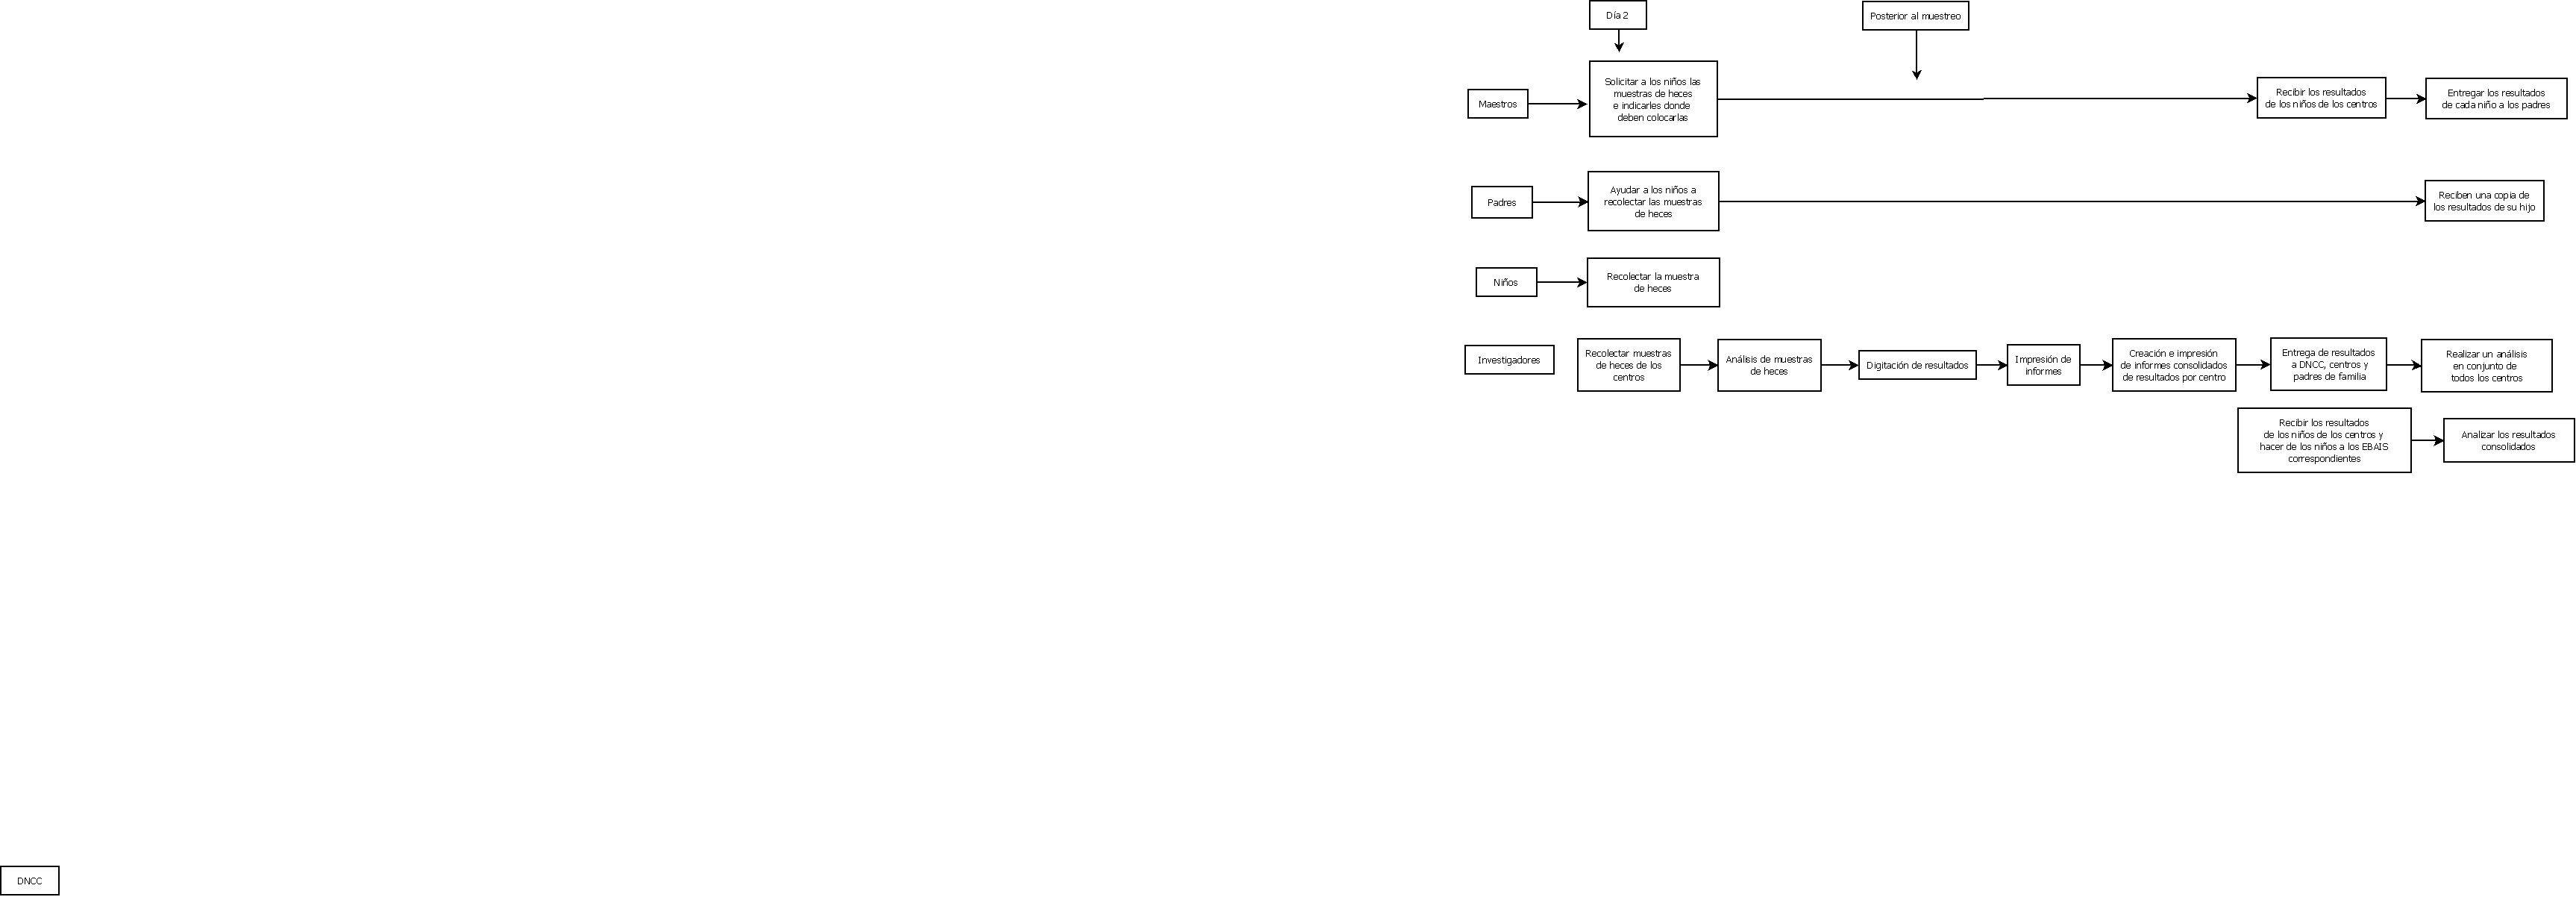 Día 2
Posterior al muestreo
Maestros
Solicitar a los niños las
muestras de heces
e indicarles donde
deben colocarlas
Recibir los resultados
de los niños de los centros
Entregar los resultados
de cada niño a los padres
Padres
Ayudar a los niños a
recolectar las muestras
de heces
Reciben una copia de
los resultados de su hijo
Niños
Recolectar la muestra
de heces
Investigadores
Recolectar muestras
de heces de los
centros
Análisis de muestras
de heces
Digitación de resultados
Impresión de
informes
Creación e impresión
de informes consolidados
de resultados por centro
Entrega de resultados
a DNCC, centros y
padres de familia
Realizar un análisis
en conjunto de
todos los centros
Recibir los resultados
de los niños de los centros y
hacer de los niños a los EBAIS
correspondientes
Analizar los resultados
consolidados
DNCC